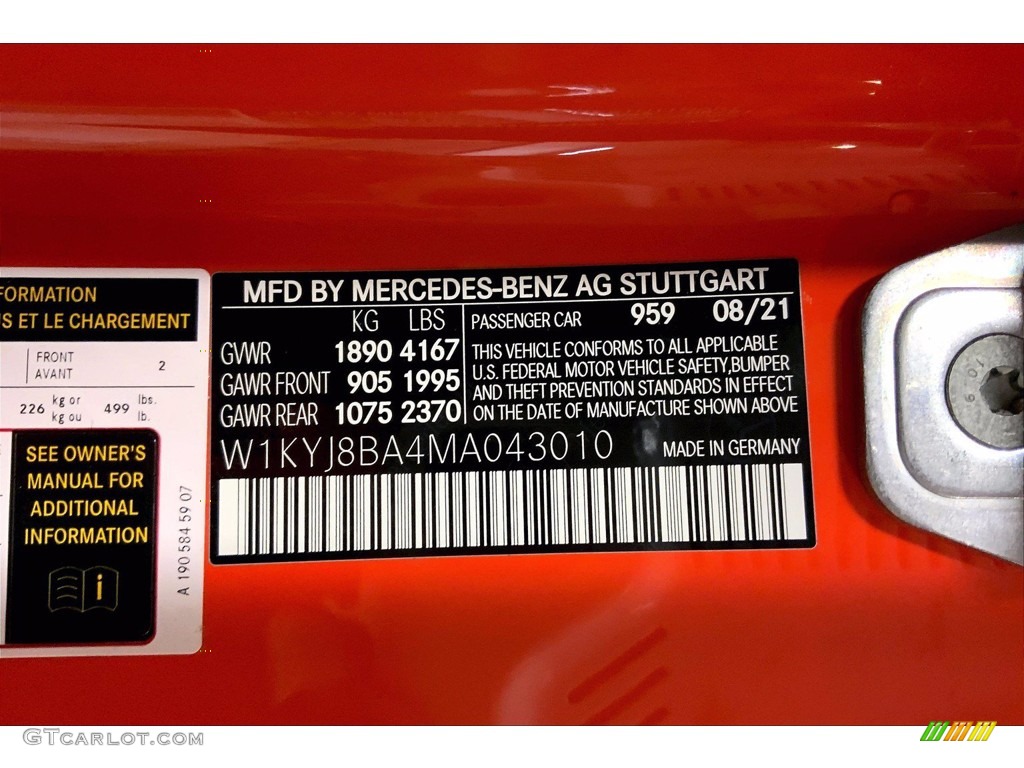 FORMATION
S ET LE CHARGEMENT
FRONT
AVANT
2
226 kg or
kg ou
499 lbs.
lb.
SEE OWNER'S
MANUAL FOR
ADDITIONAL
INFORMATION
i
A 190 584 59 07
MFD BY MERCEDES-BENZ AG STUTTGART
KG LBS
GVWR 1890 4167
GAWR FRONT 905 1995
GAWR REAR 1075 2370
PASSENGER CAR 959 08/21
THIS VEHICLE CONFORMS TO ALL APPLICABLE
U.S. FEDERAL MOTOR VEHICLE SAFETY,BUMPER
AND THEFT PREVENTION STANDARDS IN EFFECT
ON THE DATE OF MANUFACTURE SHOWN ABOVE
W1KYJ8BA4MA043010
MADE IN GERMANY
GTCarLot.com